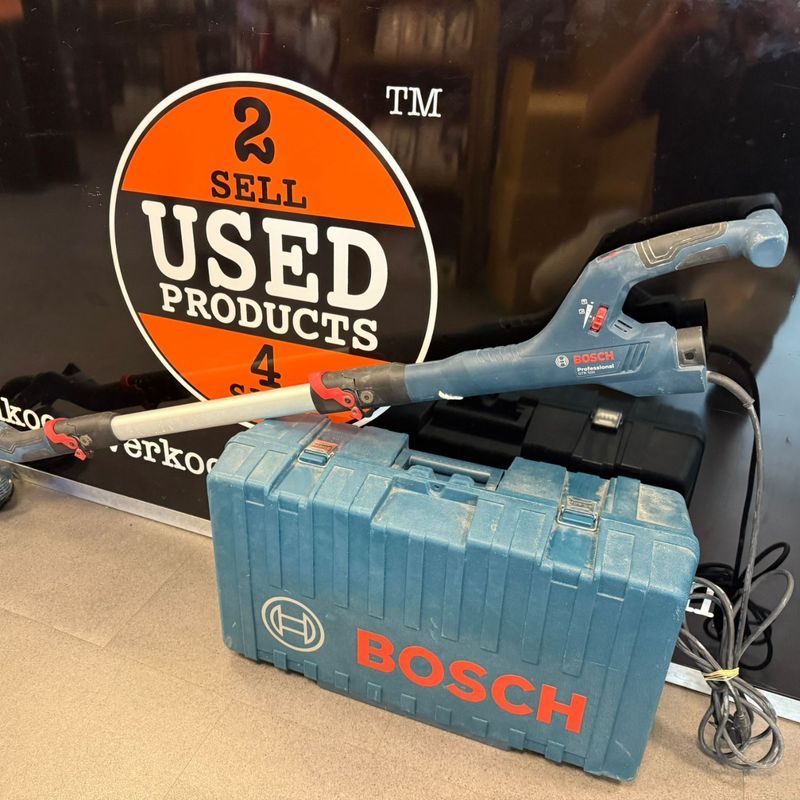 TM
2
SELL
USED
PRODUCTS
4
BOSCH
Professional
BOSCH